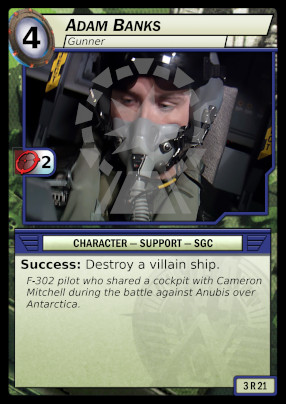 4
ADAM BANKS
Gunner
2
CHARACTER – SUPPORT – SGC
Success: Destroy a villain ship.
F-302 pilot who shared a cockpit with Cameron
Mitchell during the battle against Anubis over
Antarctica.
3 R 21